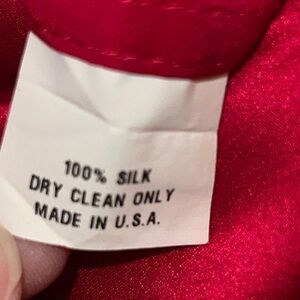 100% SILK
DRY CLEAN ONLY
MADE IN U.S.A.